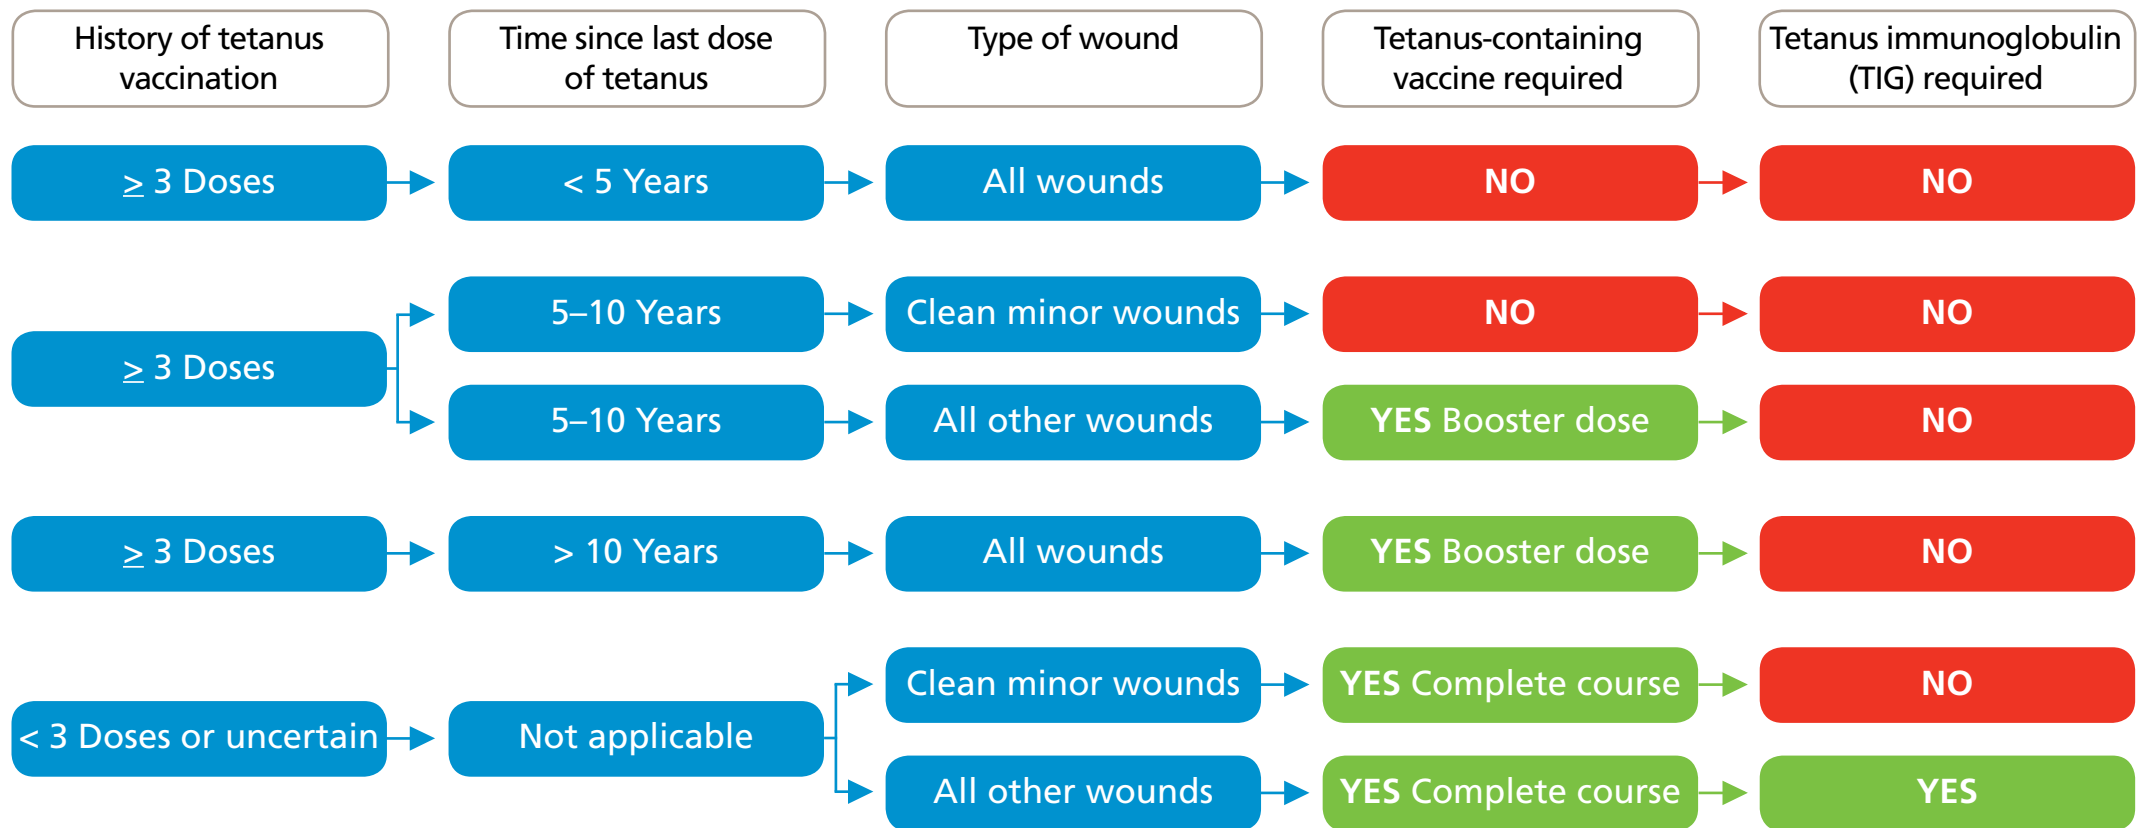 History of tetanus
vaccination
Time since last dose
of tetanus
Type of wound
Tetanus-containing
vaccine required
Tetanus immunoglobulin
(TIG) required
≥ 3 Doses
< 5 Years
All wounds
NO
NO
≥ 3 Doses
5–10 Years
Clean minor wounds
NO
NO
5–10 Years
All other wounds
YES Booster dose
NO
≥ 3 Doses
> 10 Years
All wounds
YES Booster dose
NO
< 3 Doses or uncertain
Not applicable
Clean minor wounds
YES Complete course
NO
All other wounds
YES Complete course
YES